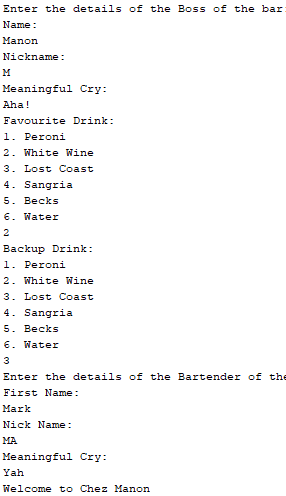 Enter the details of the Boss of the bar:
Name:
Manon
Nickname:
M
Meaningful Cry:
Aha!
Favourite Drink:
1. Peroni
2. White Wine
3. Lost Coast
4. Sangria
5. Becks
6. Water
2
Backup Drink:
1. Peroni
2. White Wine
3. Lost Coast
4. Sangria
5. Becks
6. Water
3
Enter the details of the Bartender of the
First Name:
Mark
Nick Name:
MA
Meaningful Cry:
Yah
Welcome to Chez Manon